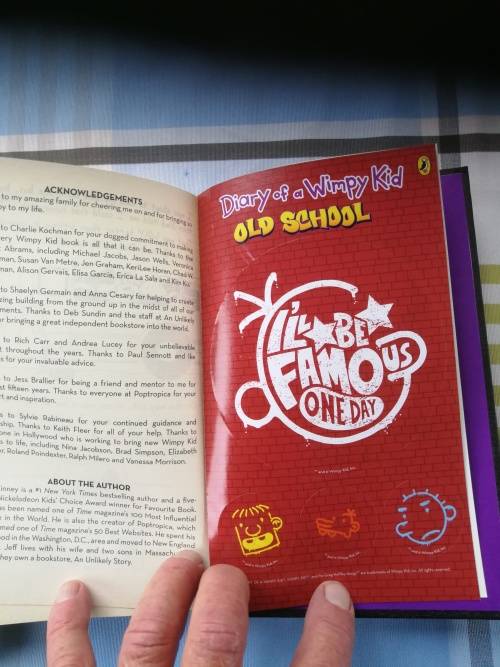 ACKNOWLEDGEMENTS
to my amazing family for cheering me on and for bringing so
joy to my life.
to Charlie Kochman for your dogged commitment to making
very Wimpy Kid book is all that it can be. Thanks to the
Abrams, including Michael Jacobs, Jason Wells, Veronica
man, Susan Van Metre, Jen Graham, KeriLee Horan, Chad W.
man, Alison Gervais, Elisa Garcia, Erica La Sala and Kim Ku.
to Shaelyn Germain and Anna Cesary for helping to create
zing building from the ground up in the midst of all of our
ments. Thanks to Deb Sundin and the staff at An Unlikely
or bringing a great independent bookstore into the world.
to Rich Carr and Andrea Lucey for your unbelievable
t throughout the years. Thanks to Paul Sennott and Ike
s for your invaluable advice.
to Jess Brallier for being a friend and mentor to me for
st fifteen years. Thanks to everyone at Poptropica for your
rt and inspiration.
s to Sylvie Rabineau for your continued guidance and
ship. Thanks to Keith Fleer for all of your help. Thanks to
one in Hollywood who is working to bring new Wimpy Kid
s to life, including Nina Jacobson, Brad Simpson, Elizabeth
r, Roland Poindexter, Ralph Milero and Vanessa Morrison.
ABOUT THE AUTHOR
inney is a #1 New York Times bestselling author and a five-
Nickelodeon Kids' Choice Award winner for Favourite Book.
as been named one of Time magazine's 100 Most Influential
e in the World. He is also the creator of Poptropica, which
med one of Time magazine's 50 Best Websites. He spent his
ood in the Washington, D.C., area and moved to New England
Jeff lives with his wife and two sons in Massachu
hey own a bookstore, An Unlikely Story.
Diary of a Wimpy Kid
OLD SCHOOL
I'LL BE
FAMOUS
ONE DAY